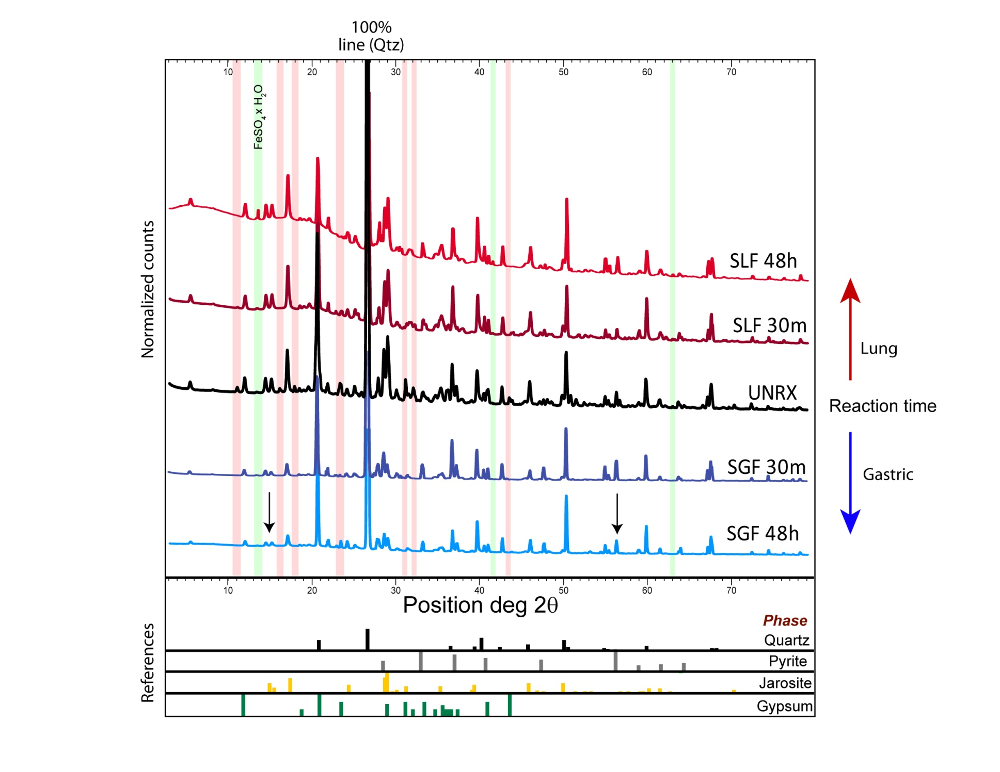 100%
line (Qtz)
10 20 30 40 50 60 70
FeSO4 x H2O
Normalized counts
SLF 48h
SLF 30m
UNRX
SGF 30m
SGF 48h
Lung
Reaction time
Gastric
10 20 30 40 50 60 70
Position deg 2θ
References
Phase
Quartz
Pyrite
Jarosite
Gypsum